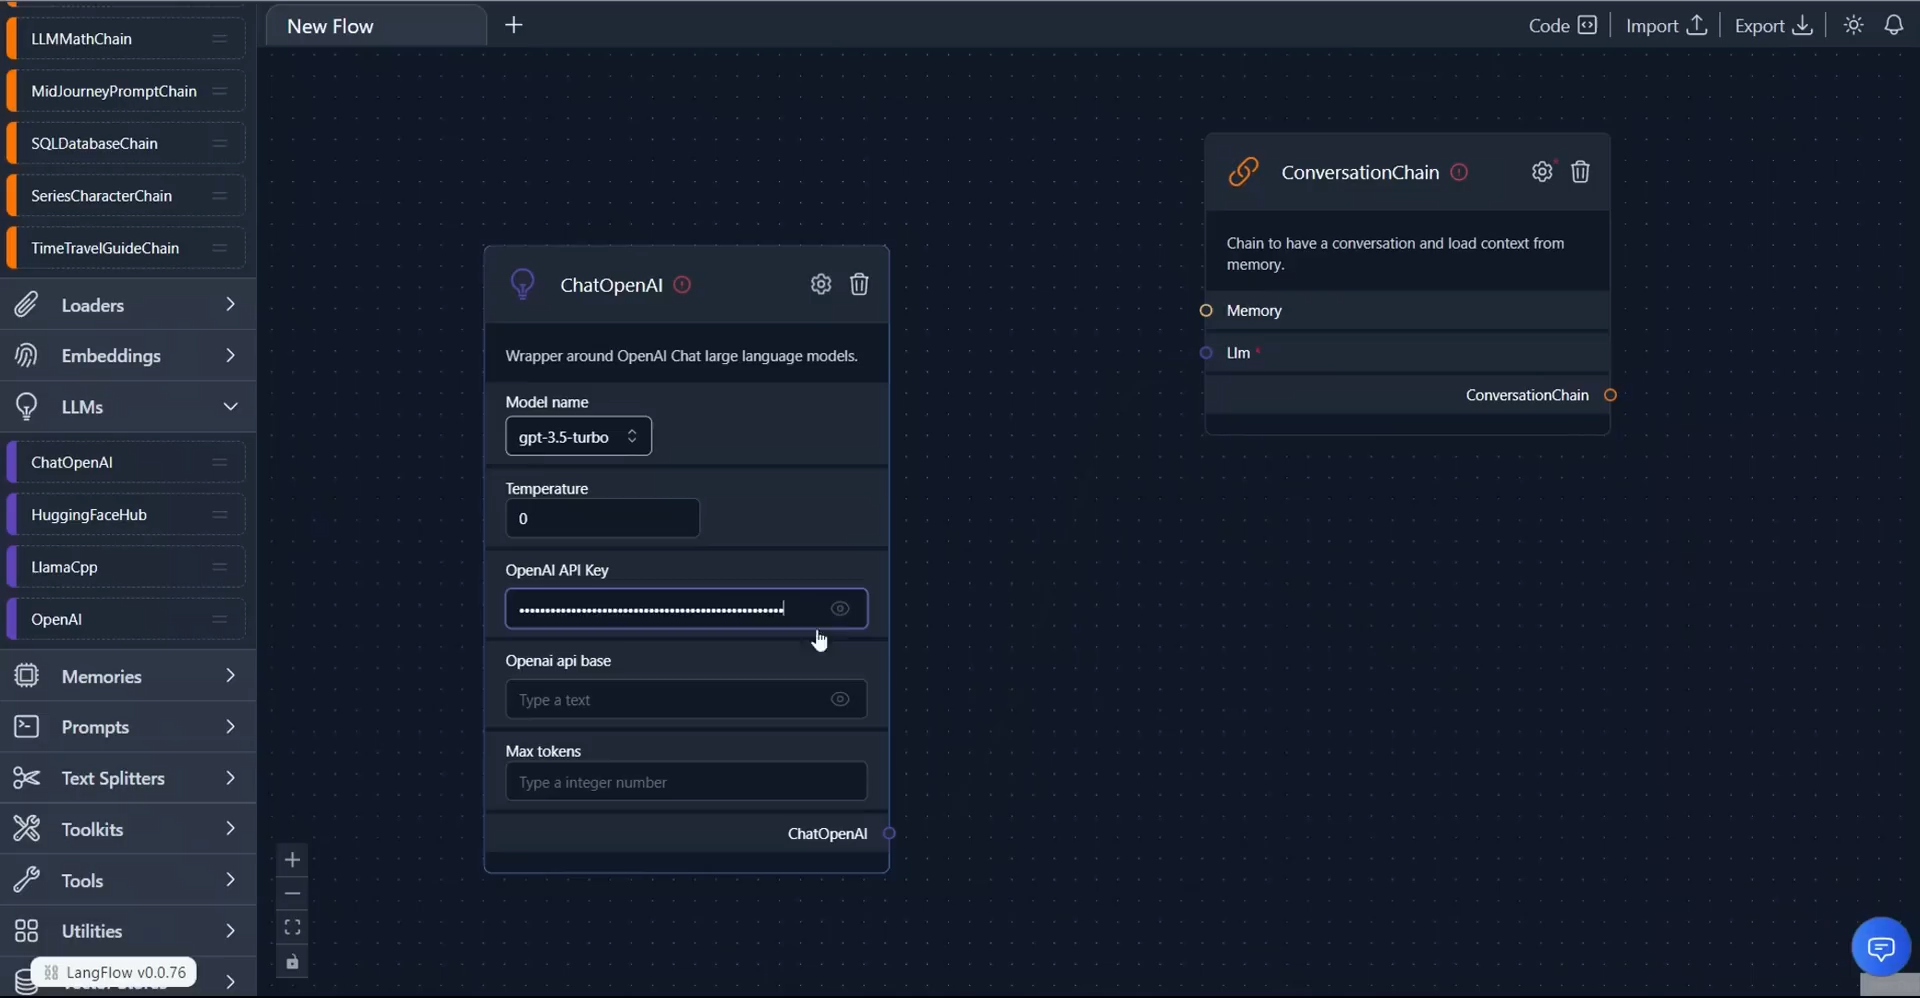 New Flow
Code
Import
Export
LLMMathChain
MidJourneyPromptChain
SQLDatabaseChain
SeriesCharacterChain
TimeTravelGuideChain
Loaders
Embeddings
LLMs
ChatOpenAI
HuggingFaceHub
LlamaCpp
OpenAI
Memories
Prompts
Text Splitters
Toolkits
Tools
Utilities
LangFlow v0.0.76
ChatOpenAI
Wrapper around OpenAI Chat large language models.
Model name
gpt-3.5-turbo
Temperature
0
OpenAI API Key
Openai api base
Type a text
Max tokens
Type a integer number
ChatOpenAI
ConversationChain
Chain to have a conversation and load context from
memory.
Memory
Llm *
ConversationChain